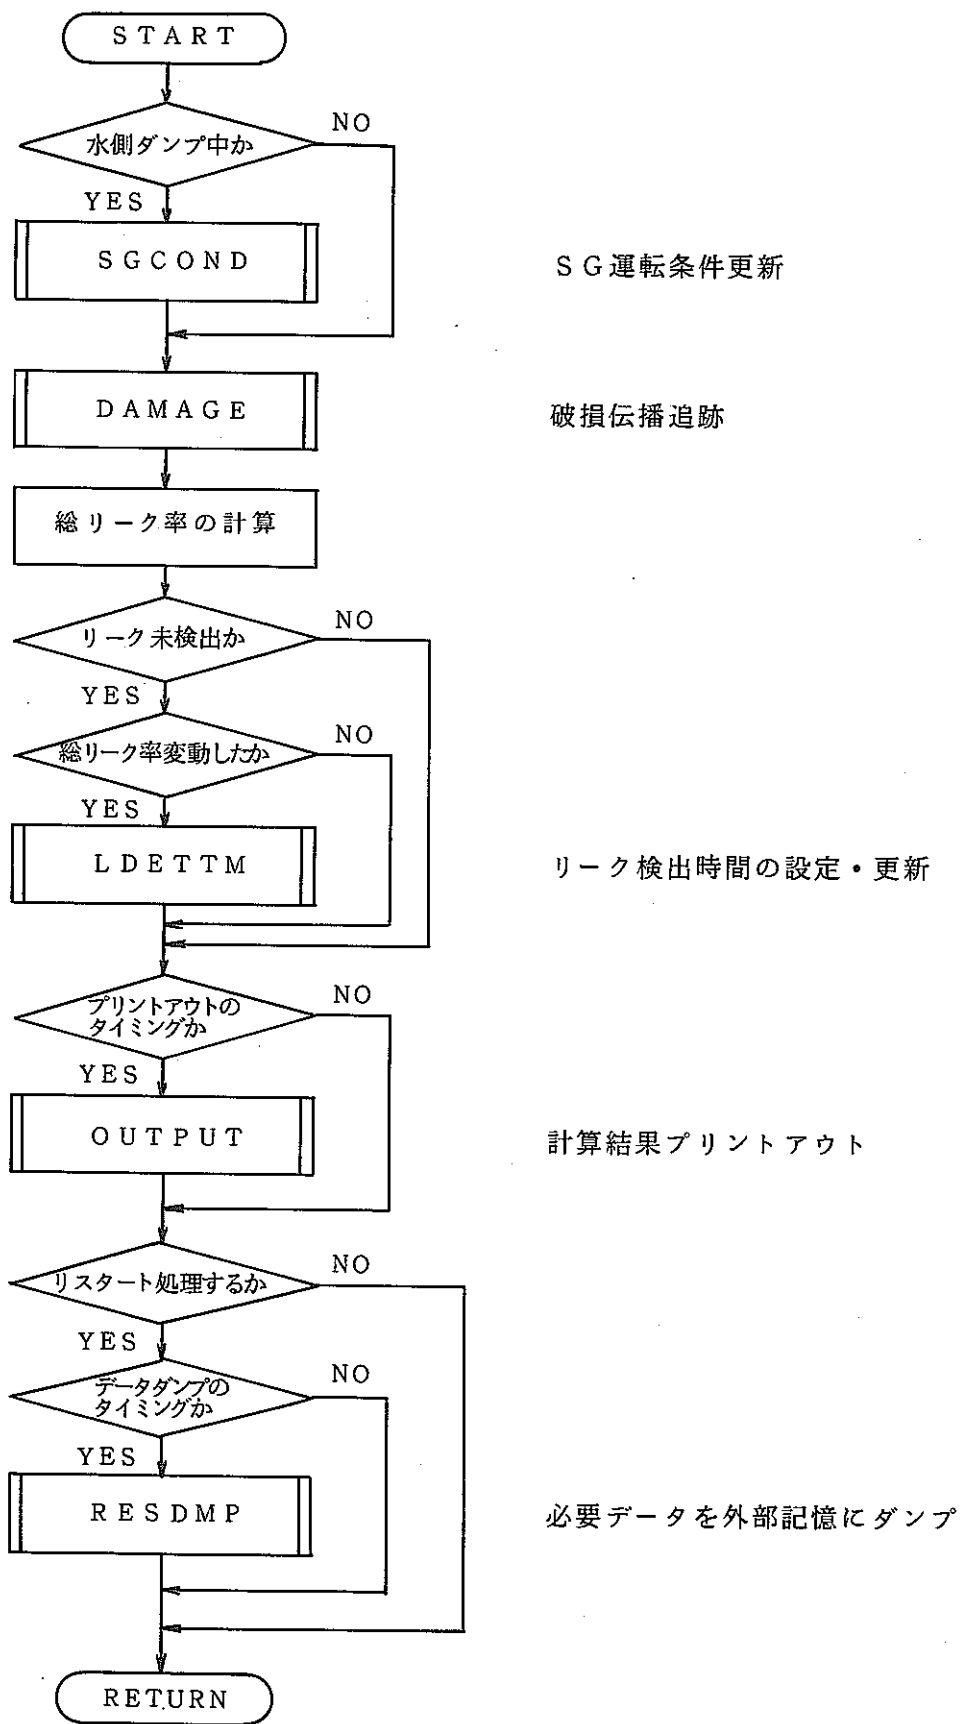 START
水側ダンプ中か
NO
YES
SGCOND
SG運転条件更新
DAMAGE
破損伝播追跡
総リーク率の計算
リーク未検出か
NO
YES
総リーク率変動したか
NO
YES
LDETTM
リーク検出時間の設定・更新
プリントアウトの
タイミングか
NO
YES
OUTPUT
計算結果プリントアウト
リスタート処理するか
NO
YES
データダンプの
タイミングか
NO
YES
RESDMP
必要データを外部記憶にダンプ
RETURN